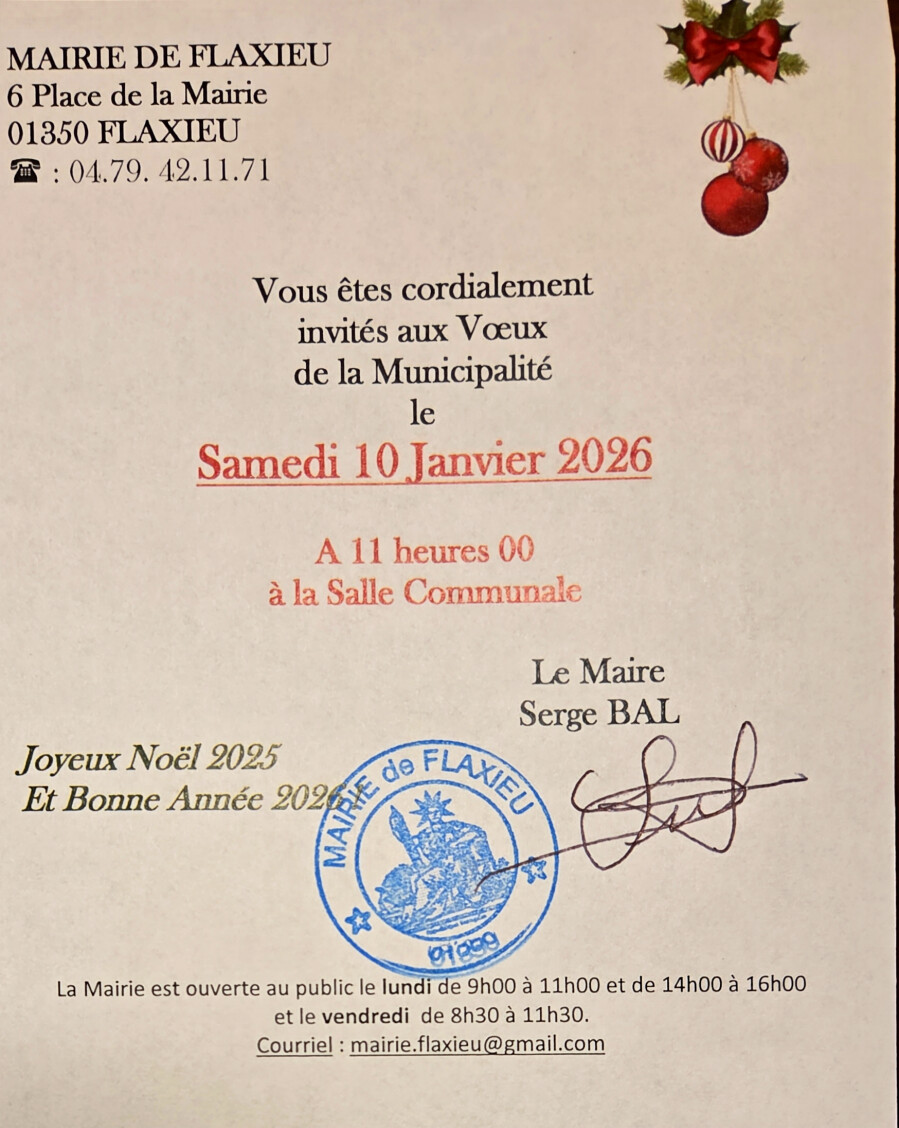 MAIRIE DE FLAXIEU
6 Place de la Mairie
01350 FLAXIEU
☎ : 04.79. 42.11.71
Vous êtes cordialement
invités aux Vœux
de la Municipalité
le
Samedi 10 Janvier 2026
A 11 heures 00
à la Salle Communale
Le Maire
Serge BAL
Joyeux Noël 2025
Et Bonne Année 2026
MAIRIE de FLAXIEU
La Mairie est ouverte au public le lundi de 9h00 à 11h00 et de 14h00 à 16h00
et le vendredi de 8h30 à 11h30.
Courriel : mairie.flaxieu@gmail.com